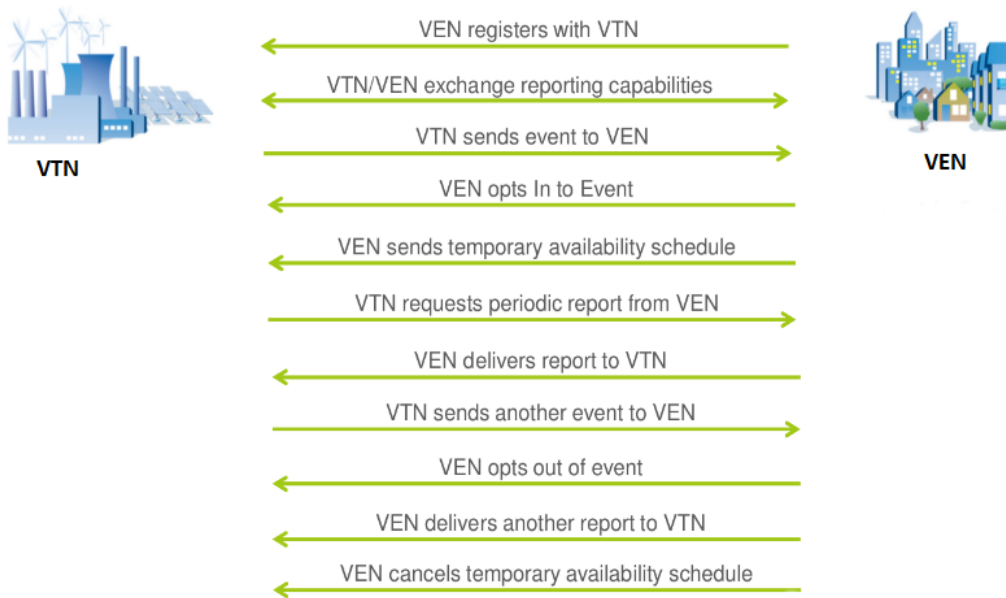 VEN registers with VTN
VTN/VEN exchange reporting capabilities
VTN sends event to VEN
VTN
VEN
VEN opts In to Event
VEN sends temporary availability schedule
VTN requests periodic report from VEN
VEN delivers report to VTN
VTN sends another event to VEN
VEN opts out of event
VEN delivers another report to VTN
VEN cancels temporary availability schedule